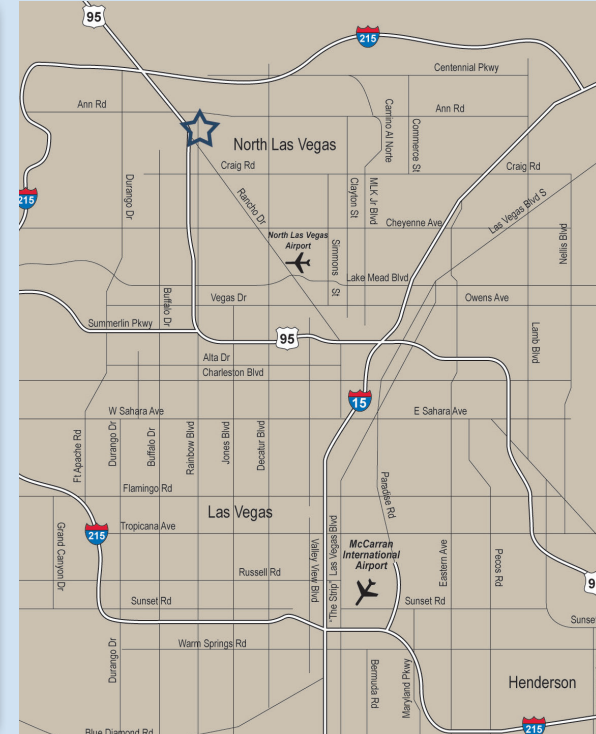 95
215
Centennial Pkwy
Ann Rd
Camino Al Norte
Commerce St
Ann Rd
North Las Vegas
Craig Rd
Craig Rd
215
Durango Dr
Rancho Dr
Clayton St
MLK Jr Blvd
Las Vegas Blvd S
Cheyenne Ave
North Las Vegas
Airport
Simmons St
Nellis Blvd
Lake Mead Blvd
Buffalo Dr
Vegas Dr
Owens Ave
Summerlin Pkwy
95
Lamb Blvd
Alta Dr
Charleston Blvd
15
W Sahara Ave
E Sahara Ave
Ft Apache Rd
Durango Dr
Buffalo Dr
Rainbow Blvd
Jones Blvd
Decatur Blvd
Paradise Rd
Flamingo Rd
Las Vegas
215
Tropicana Ave
Grand Canyon Dr
Valley View Blvd
"The Strip" Las Vegas Blvd
McCarran
International
Airport
Eastern Ave
Pecos Rd
Russell Rd
9
Sunset Rd
Sunset Rd
Sunse
Durango Dr
Warm Springs Rd
Bermuda Rd
Maryland Pkwy
Henderson
215
Blue Diamond Rd